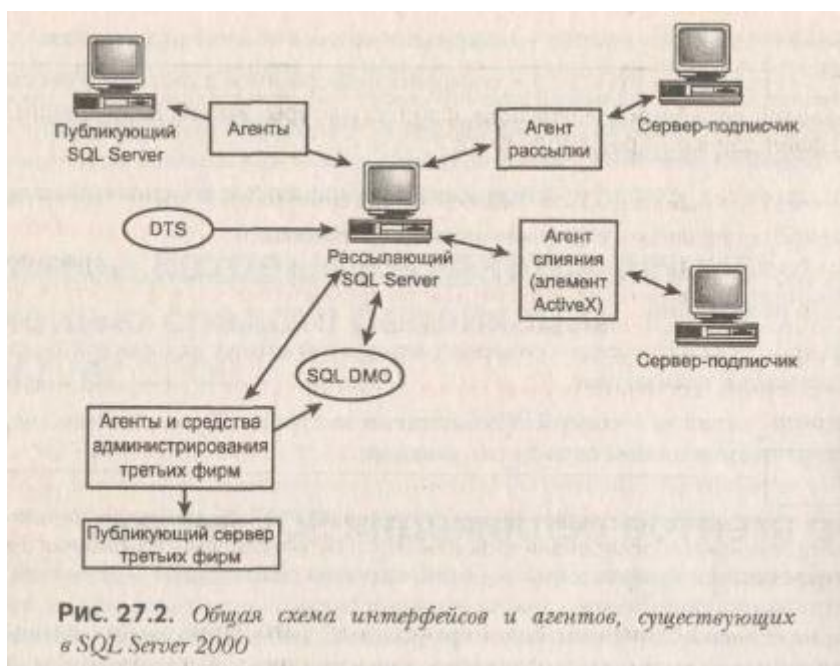 Публикующий
SQL Server
Агенты
Агент
рассылки
Сервер-подписчик
DTS
Рассылающий
SQL Server
Агент
слияния
(элемент
ActiveX)
Сервер-подписчик
SQL DMO
Агенты и средства
администрирования
третьих фирм
Публикующий сервер
третьих фирм
Рис. 27.2. Общая схема интерфейсов и агентов, существующих
в SQL Server 2000